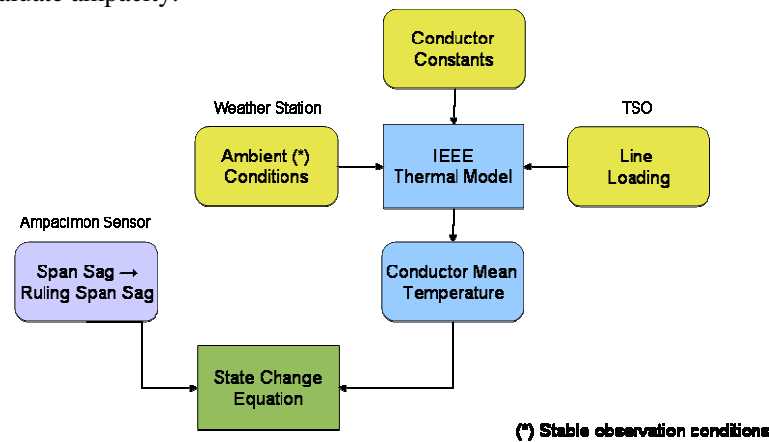 Conductor
Constants
Weather Station
TSO
Ambient (*)
Conditions
IEEE
Thermal Model
Line
Loading
Ampacimon Sensor
Span Sag →
Ruling Span Sag
Conductor Mean
Temperature
State Change
Equation
(*) Stable observation conditions